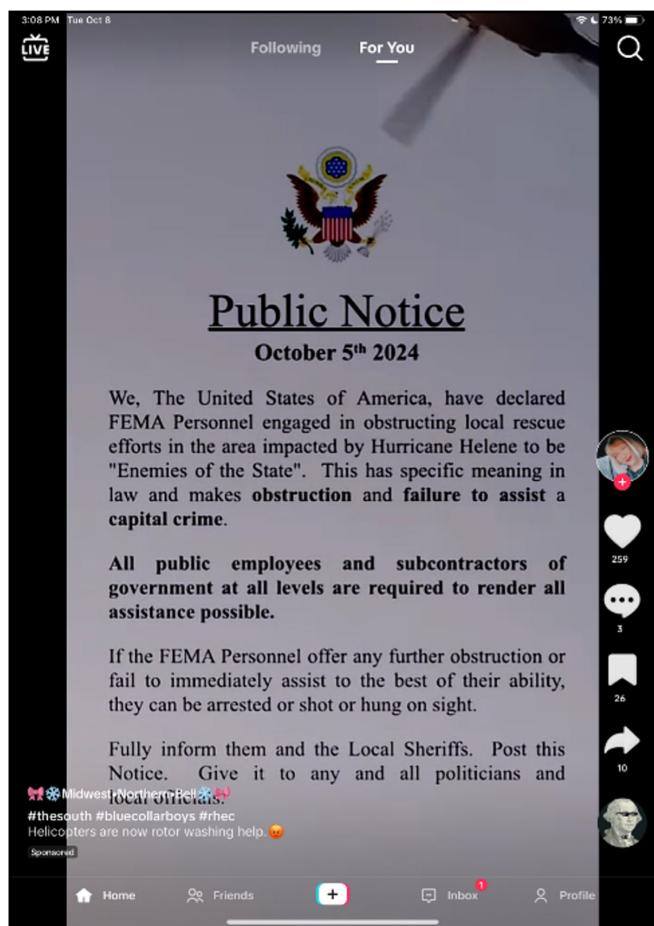 3:08 PM Tue Oct 8
73%
LIVE
Following
For You
Public Notice
October 5th 2024
We, The United States of America, have declared
FEMA Personnel engaged in obstructing local rescue
efforts in the area impacted by Hurricane Helene to be
"Enemies of the State". This has specific meaning in
law and makes obstruction and failure to assist a
capital crime.
All public employees and subcontractors of
government at all levels are required to render all
assistance possible.
If the FEMA Personnel offer any further obstruction or
fail to immediately assist to the best of their ability,
they can be arrested or shot or hung on sight.
Fully inform them and the Local Sheriffs. Post this
Notice. Give it to any and all politicians and
local officials.
259
3
26
10
🎀❄️Midwest•Northern•Bell❄️🎀
#thesouth #bluecollarboys #rhec
Helicopters are now rotor washing help.😡
Sponsored
Home
Friends
Inbox
1
Profile